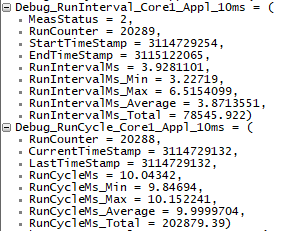 Debug_RunInterval_Core1_Appl_10ms = (
MeasStatus = 2,
RunCounter = 20289,
StartTimeStamp = 3114729254,
EndTimeStamp = 3115122065,
RunIntervalMs = 3.9281101,
RunIntervalMs_Min = 3.22719,
RunIntervalMs_Max = 6.5154099,
RunIntervalMs_Average = 3.8713551,
RunIntervalMs_Total = 78545.922)
Debug_RunCycle_Core1_Appl_10ms = (
RunCounter = 20288,
CurrentTimeStamp = 3114729132,
LastTimeStamp = 3114729132,
RunCycleMs = 10.04342,
RunCycleMs_Min = 9.84694,
RunCycleMs_Max = 10.152241,
RunCycleMs_Average = 9.9999704,
RunCycleMs_Total = 202879.39)